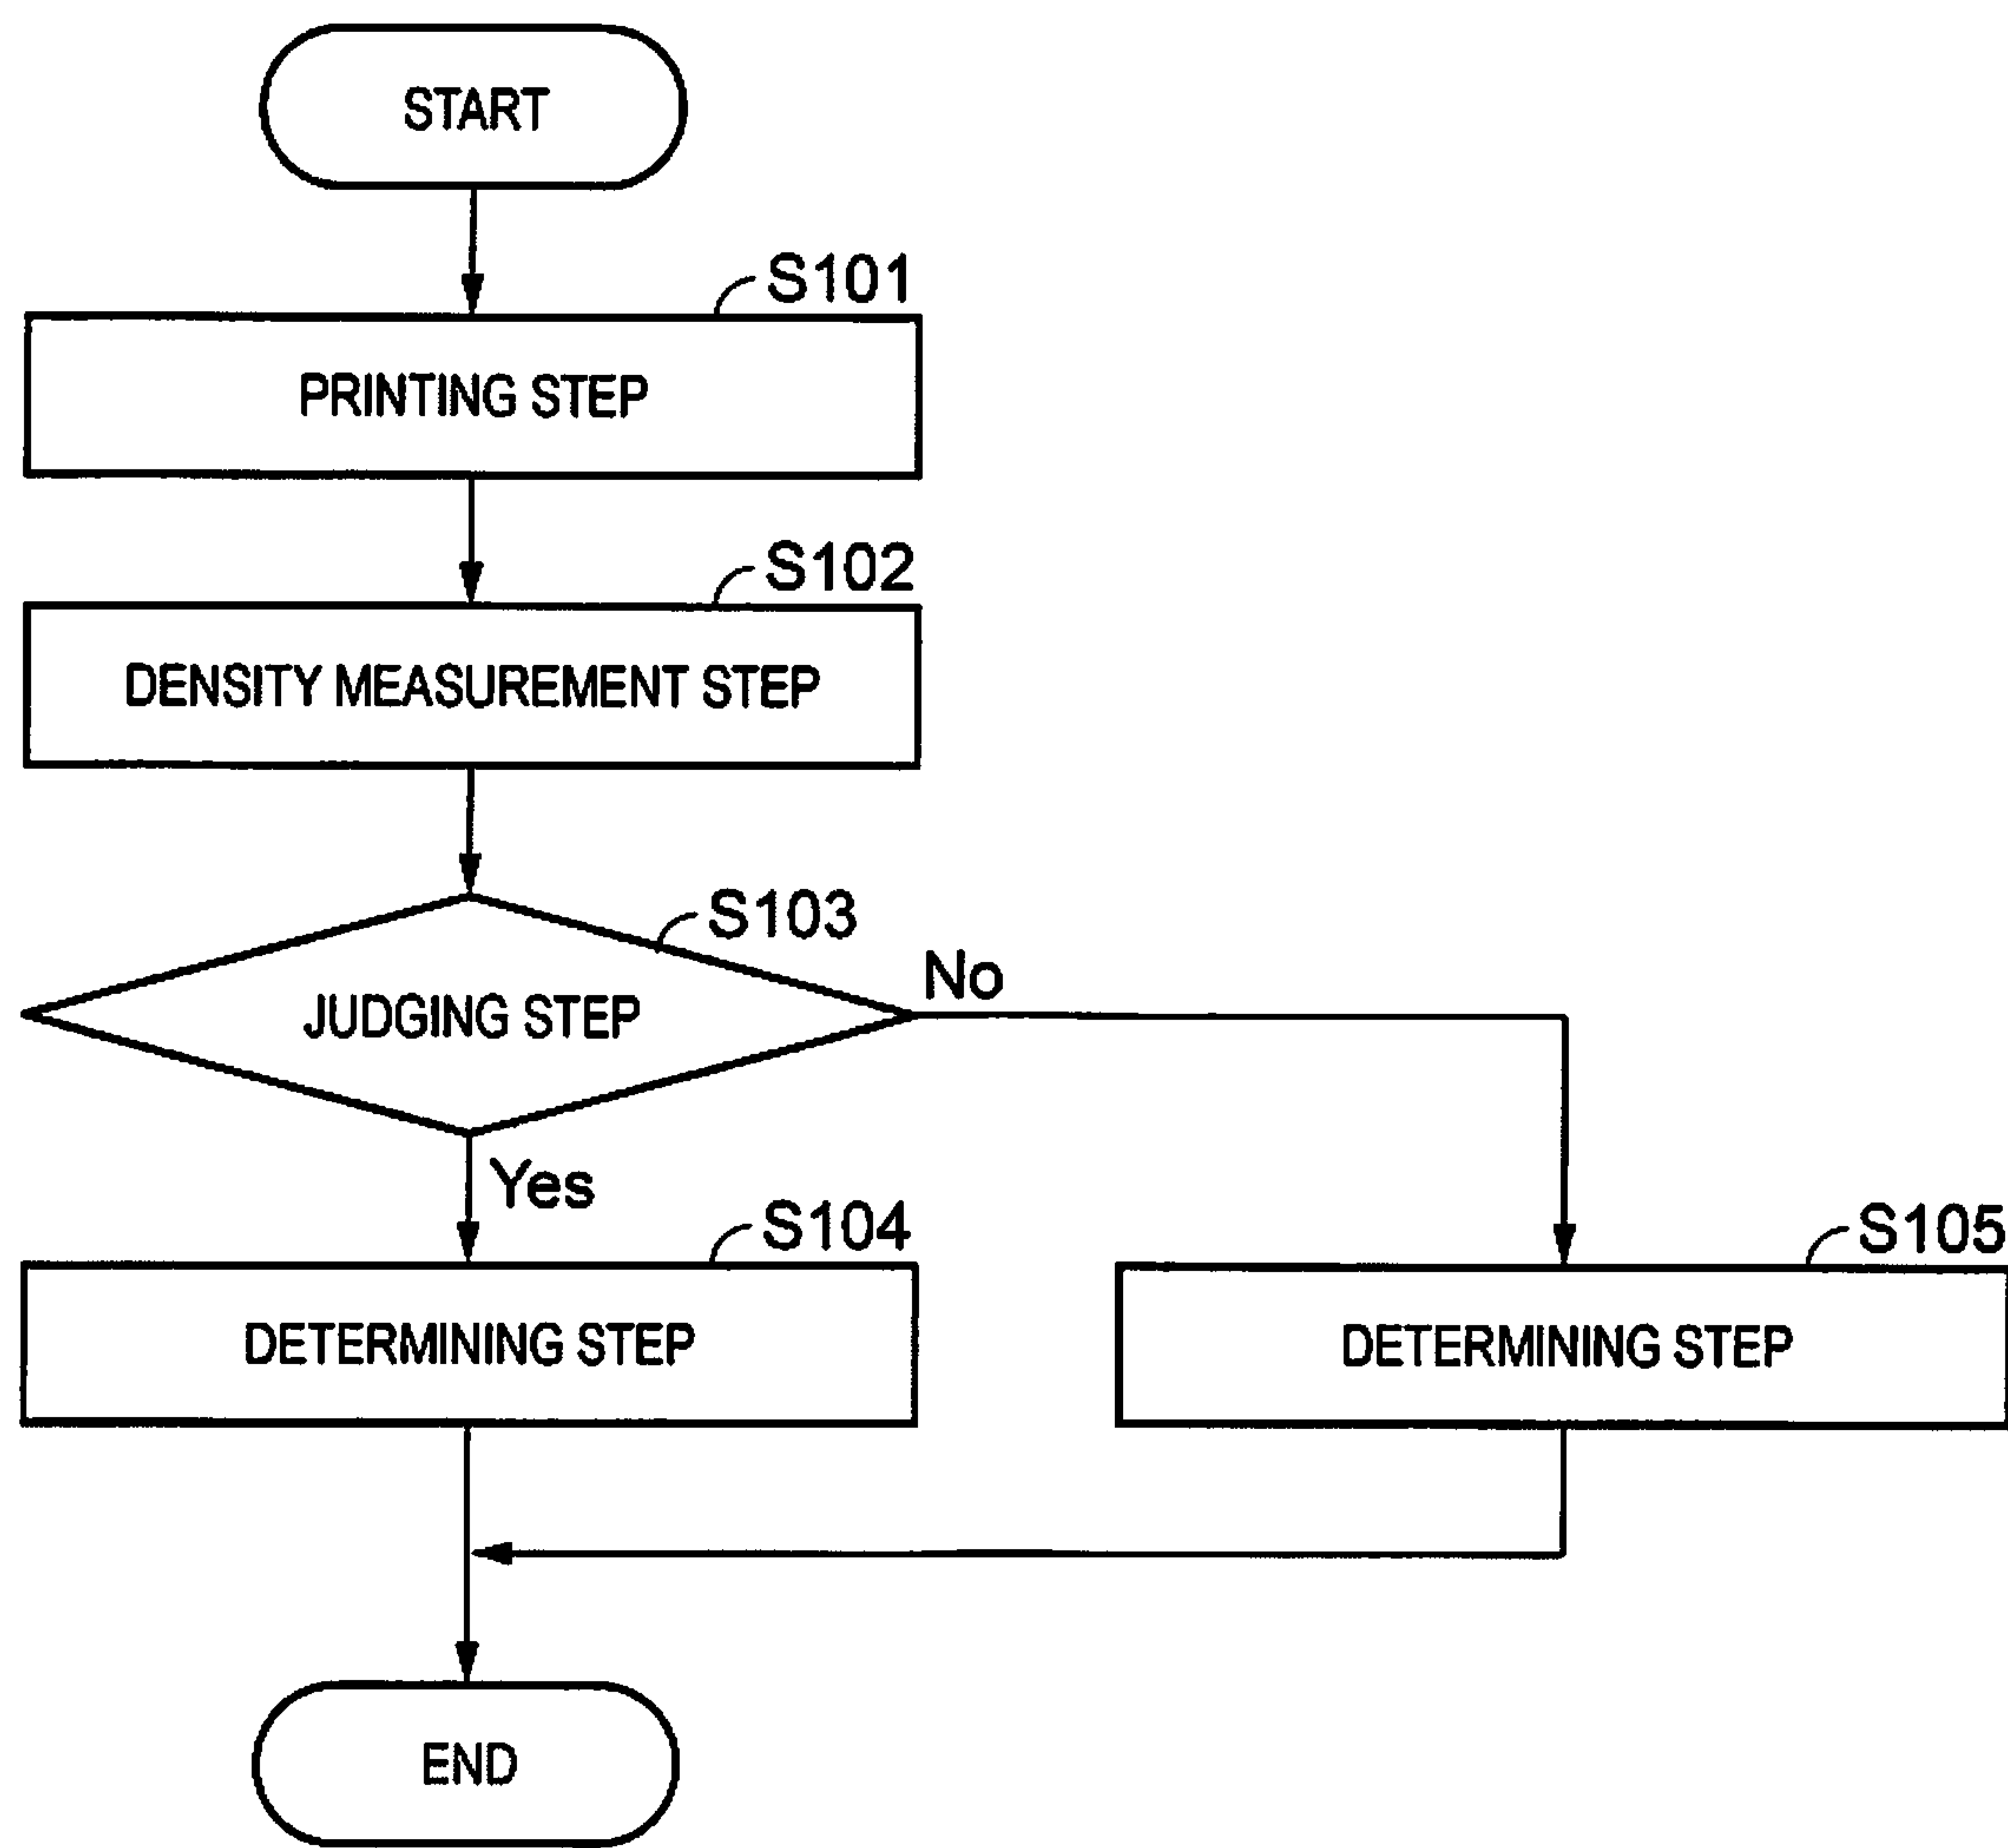 START
S101
PRINTING STEP
S102
DENSITY MEASUREMENT STEP
S103
JUDGING STEP
No
Yes
S104
DETERMINING STEP
S105
DETERMINING STEP
END